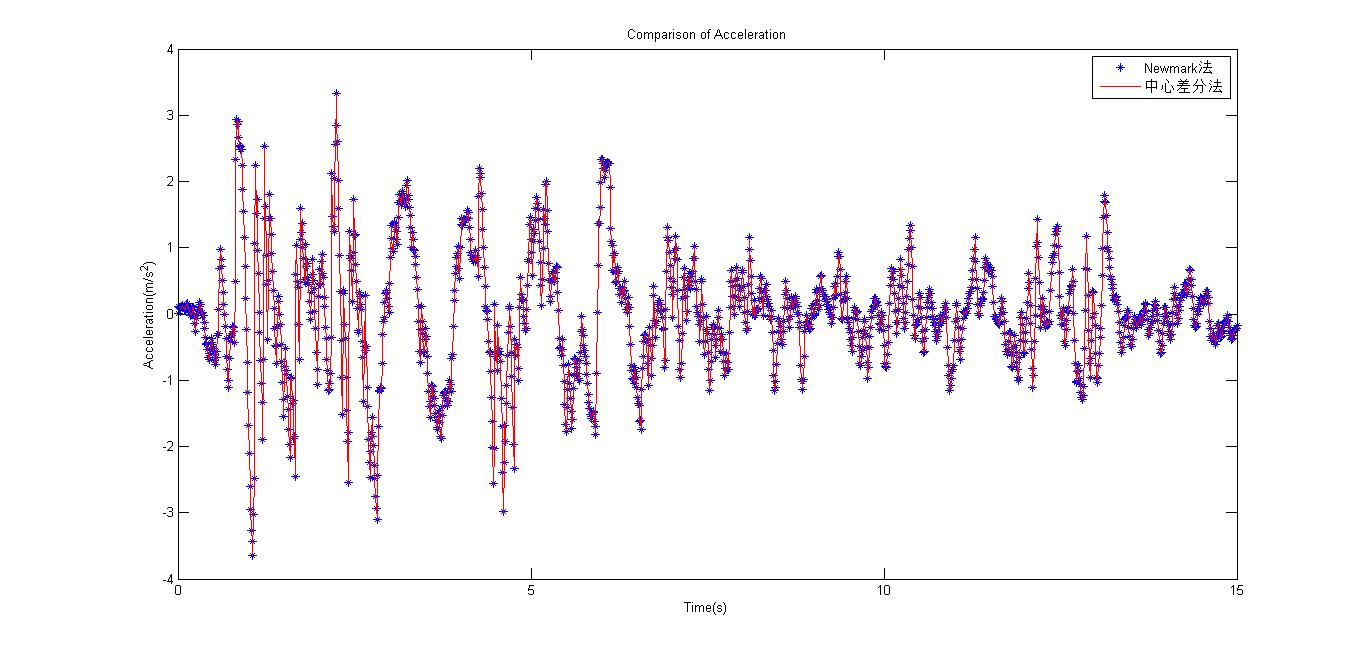 Comparison of Acceleration
Newmark法
中心差分法
4
3
2
1
0
-1
-2
-3
-4
Acceleration(m/s²)
0
5
10
15
Time(s)